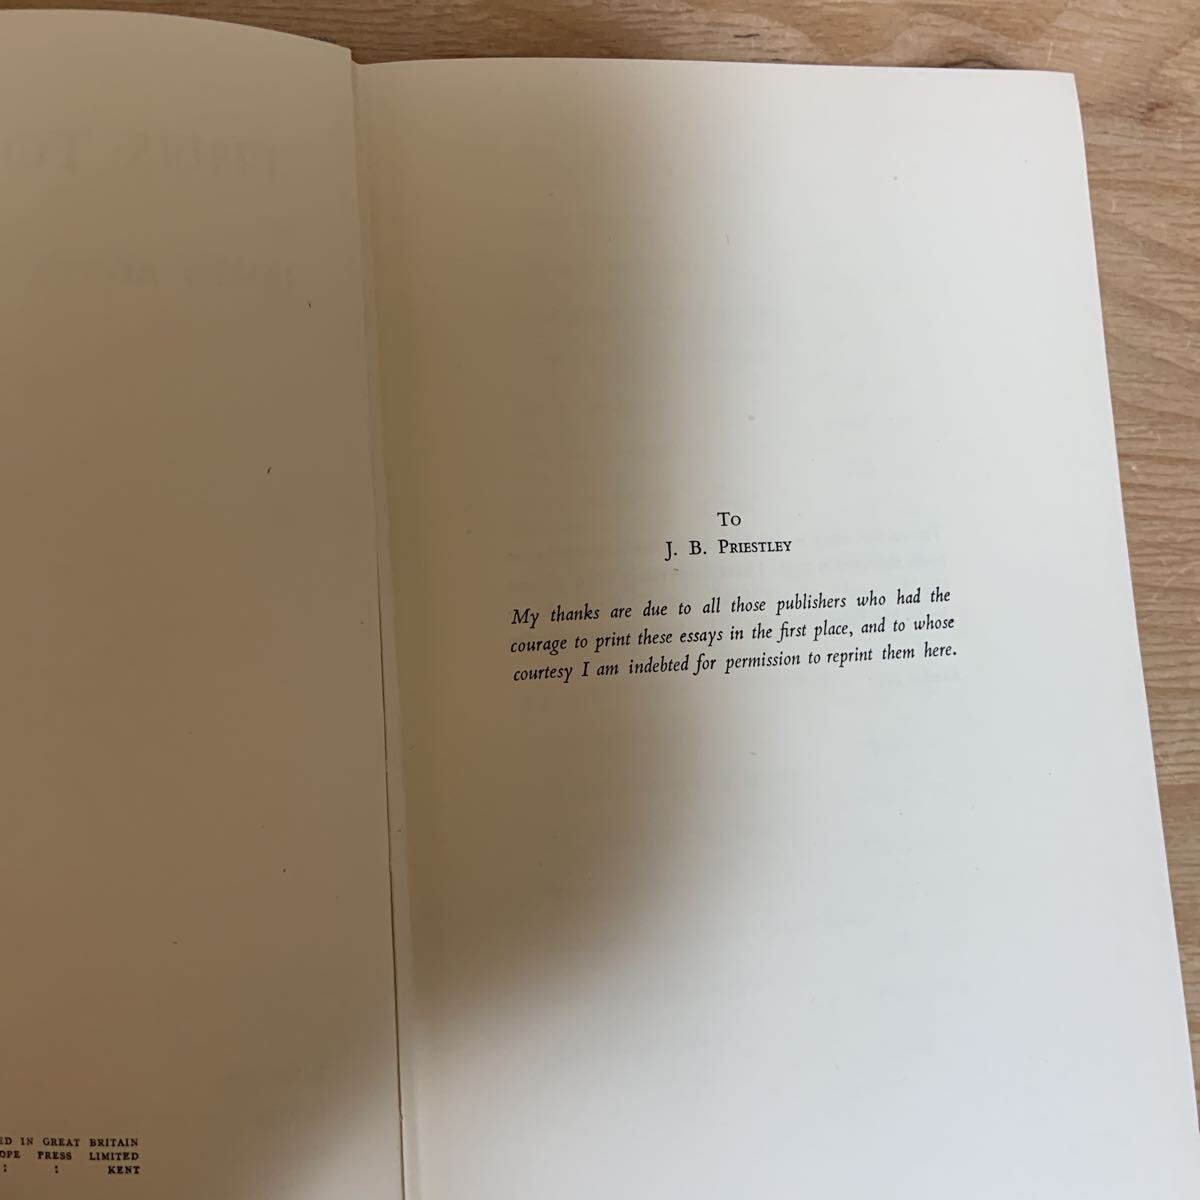 ED IN GREAT BRITAIN
OPE PRESS LIMITED
: : KENT
To
J. B. PRIESTLEY
My thanks are due to all those publishers who had the
courage to print these essays in the first place, and to whose
courtesy I am indebted for permission to reprint them here.